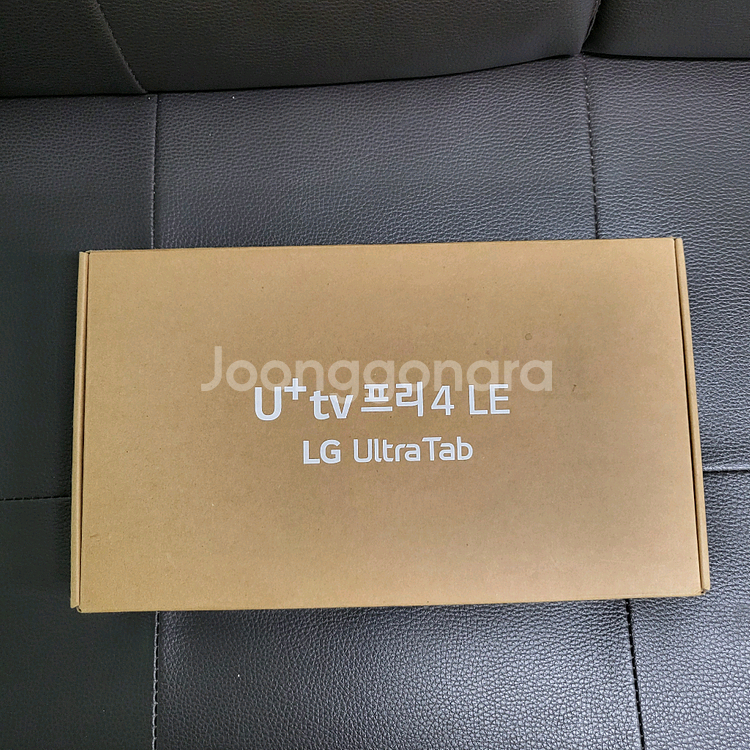 Joonggonara
U+tv 프리4 LE
LG UltraTab